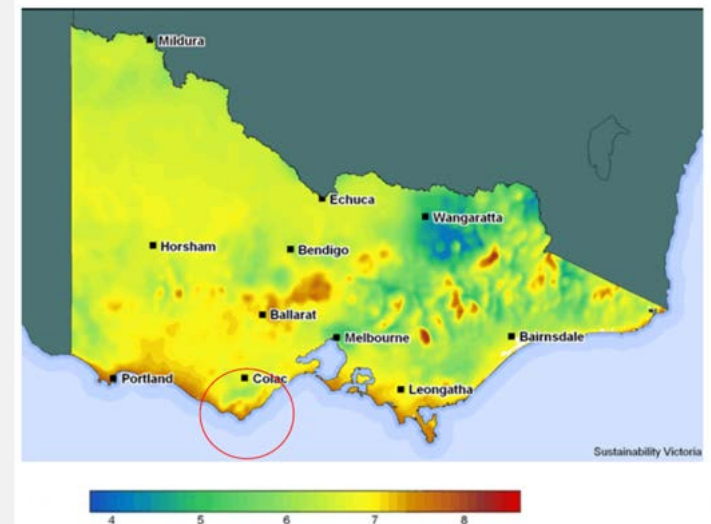 Mildura
Echuca
Wangaratta
Horsham
Bendigo
Ballarat
Melbourne
Bairnsdale
Portland
Colac
Leongatha
Sustainability Victoria
4 5 6 7 8